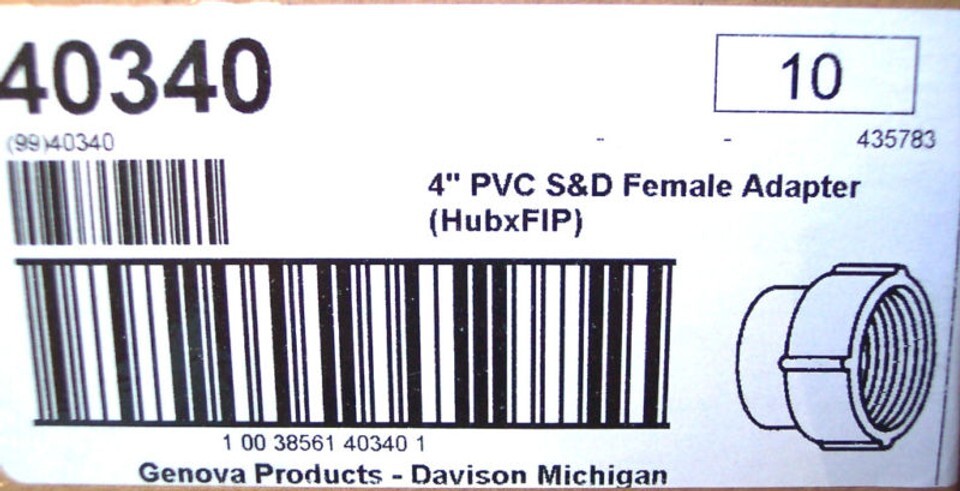 40340
10
(99)40340
- - 435783
4" PVC S&D Female Adapter
(HubxFIP)
1 00 38561 40340 1
Genova Products - Davison Michigan